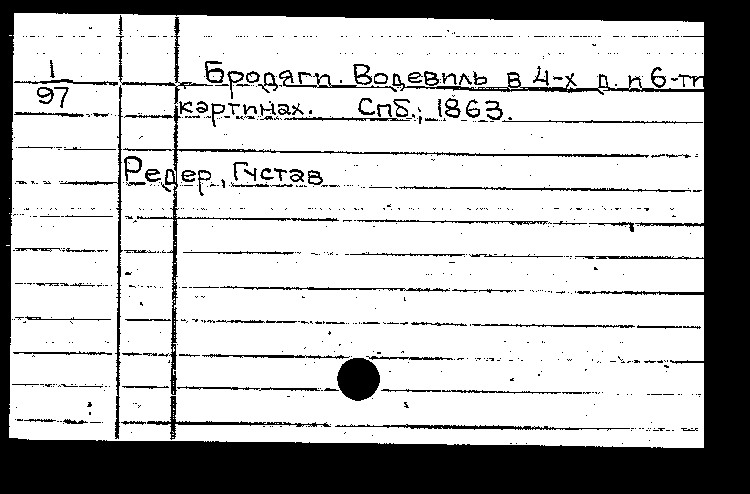 1
97
Бродяги. Водевиль в 4-х д. и 6-ти
картинах. Спб., 1863.
Редер, Густав